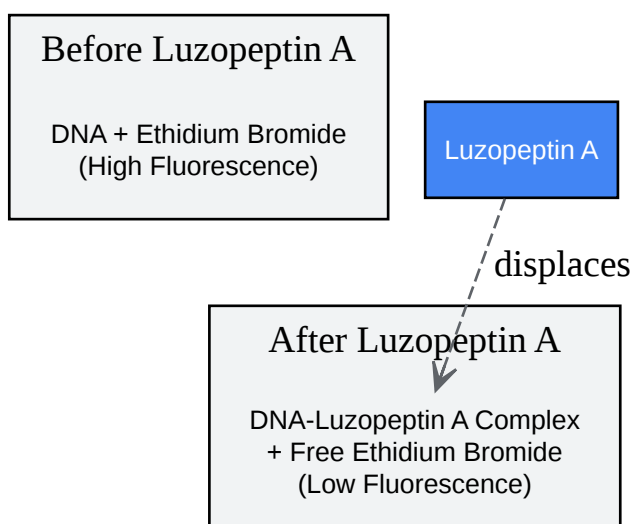 Before Luzopeptin A
DNA + Ethidium Bromide
(High Fluorescence)
Luzopeptin A
displaces
After Luzopeptin A
DNA-Luzopeptin A Complex
+ Free Ethidium Bromide
(Low Fluorescence)